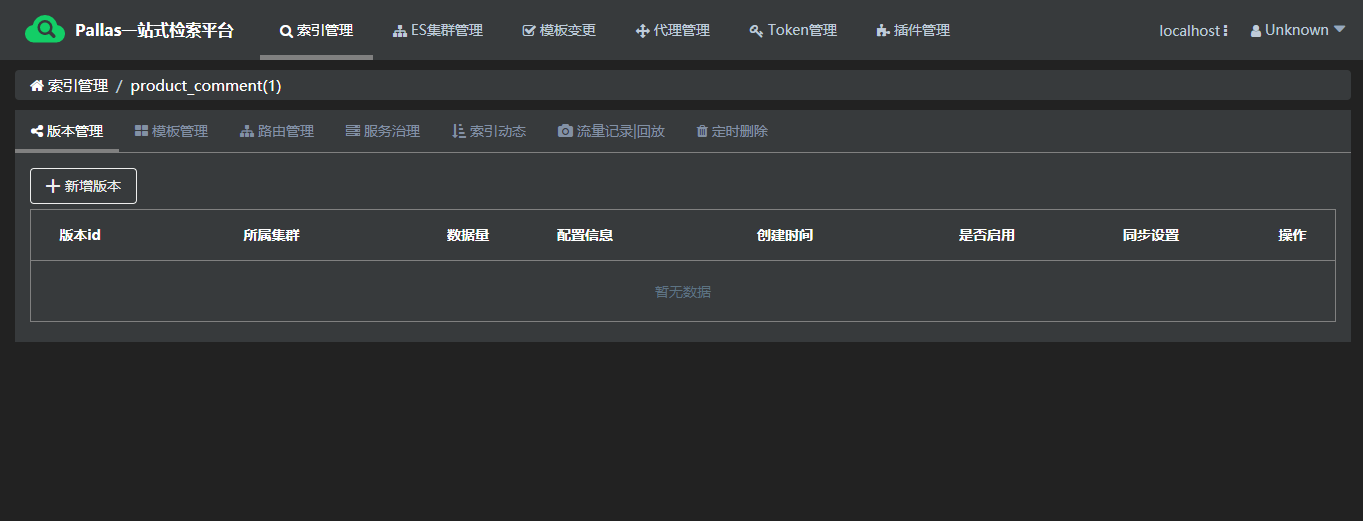 Pallas一站式检索平台 索引管理 ES集群管理 模板变更 代理管理 Token管理 插件管理 localhost Unknown
索引管理 / product_comment(1)
版本管理 模板管理 路由管理 服务治理 索引动态 流量记录|回放 定时删除
新增版本
版本id 所属集群 数据量 配置信息 创建时间 是否启用 同步设置 操作
暂无数据